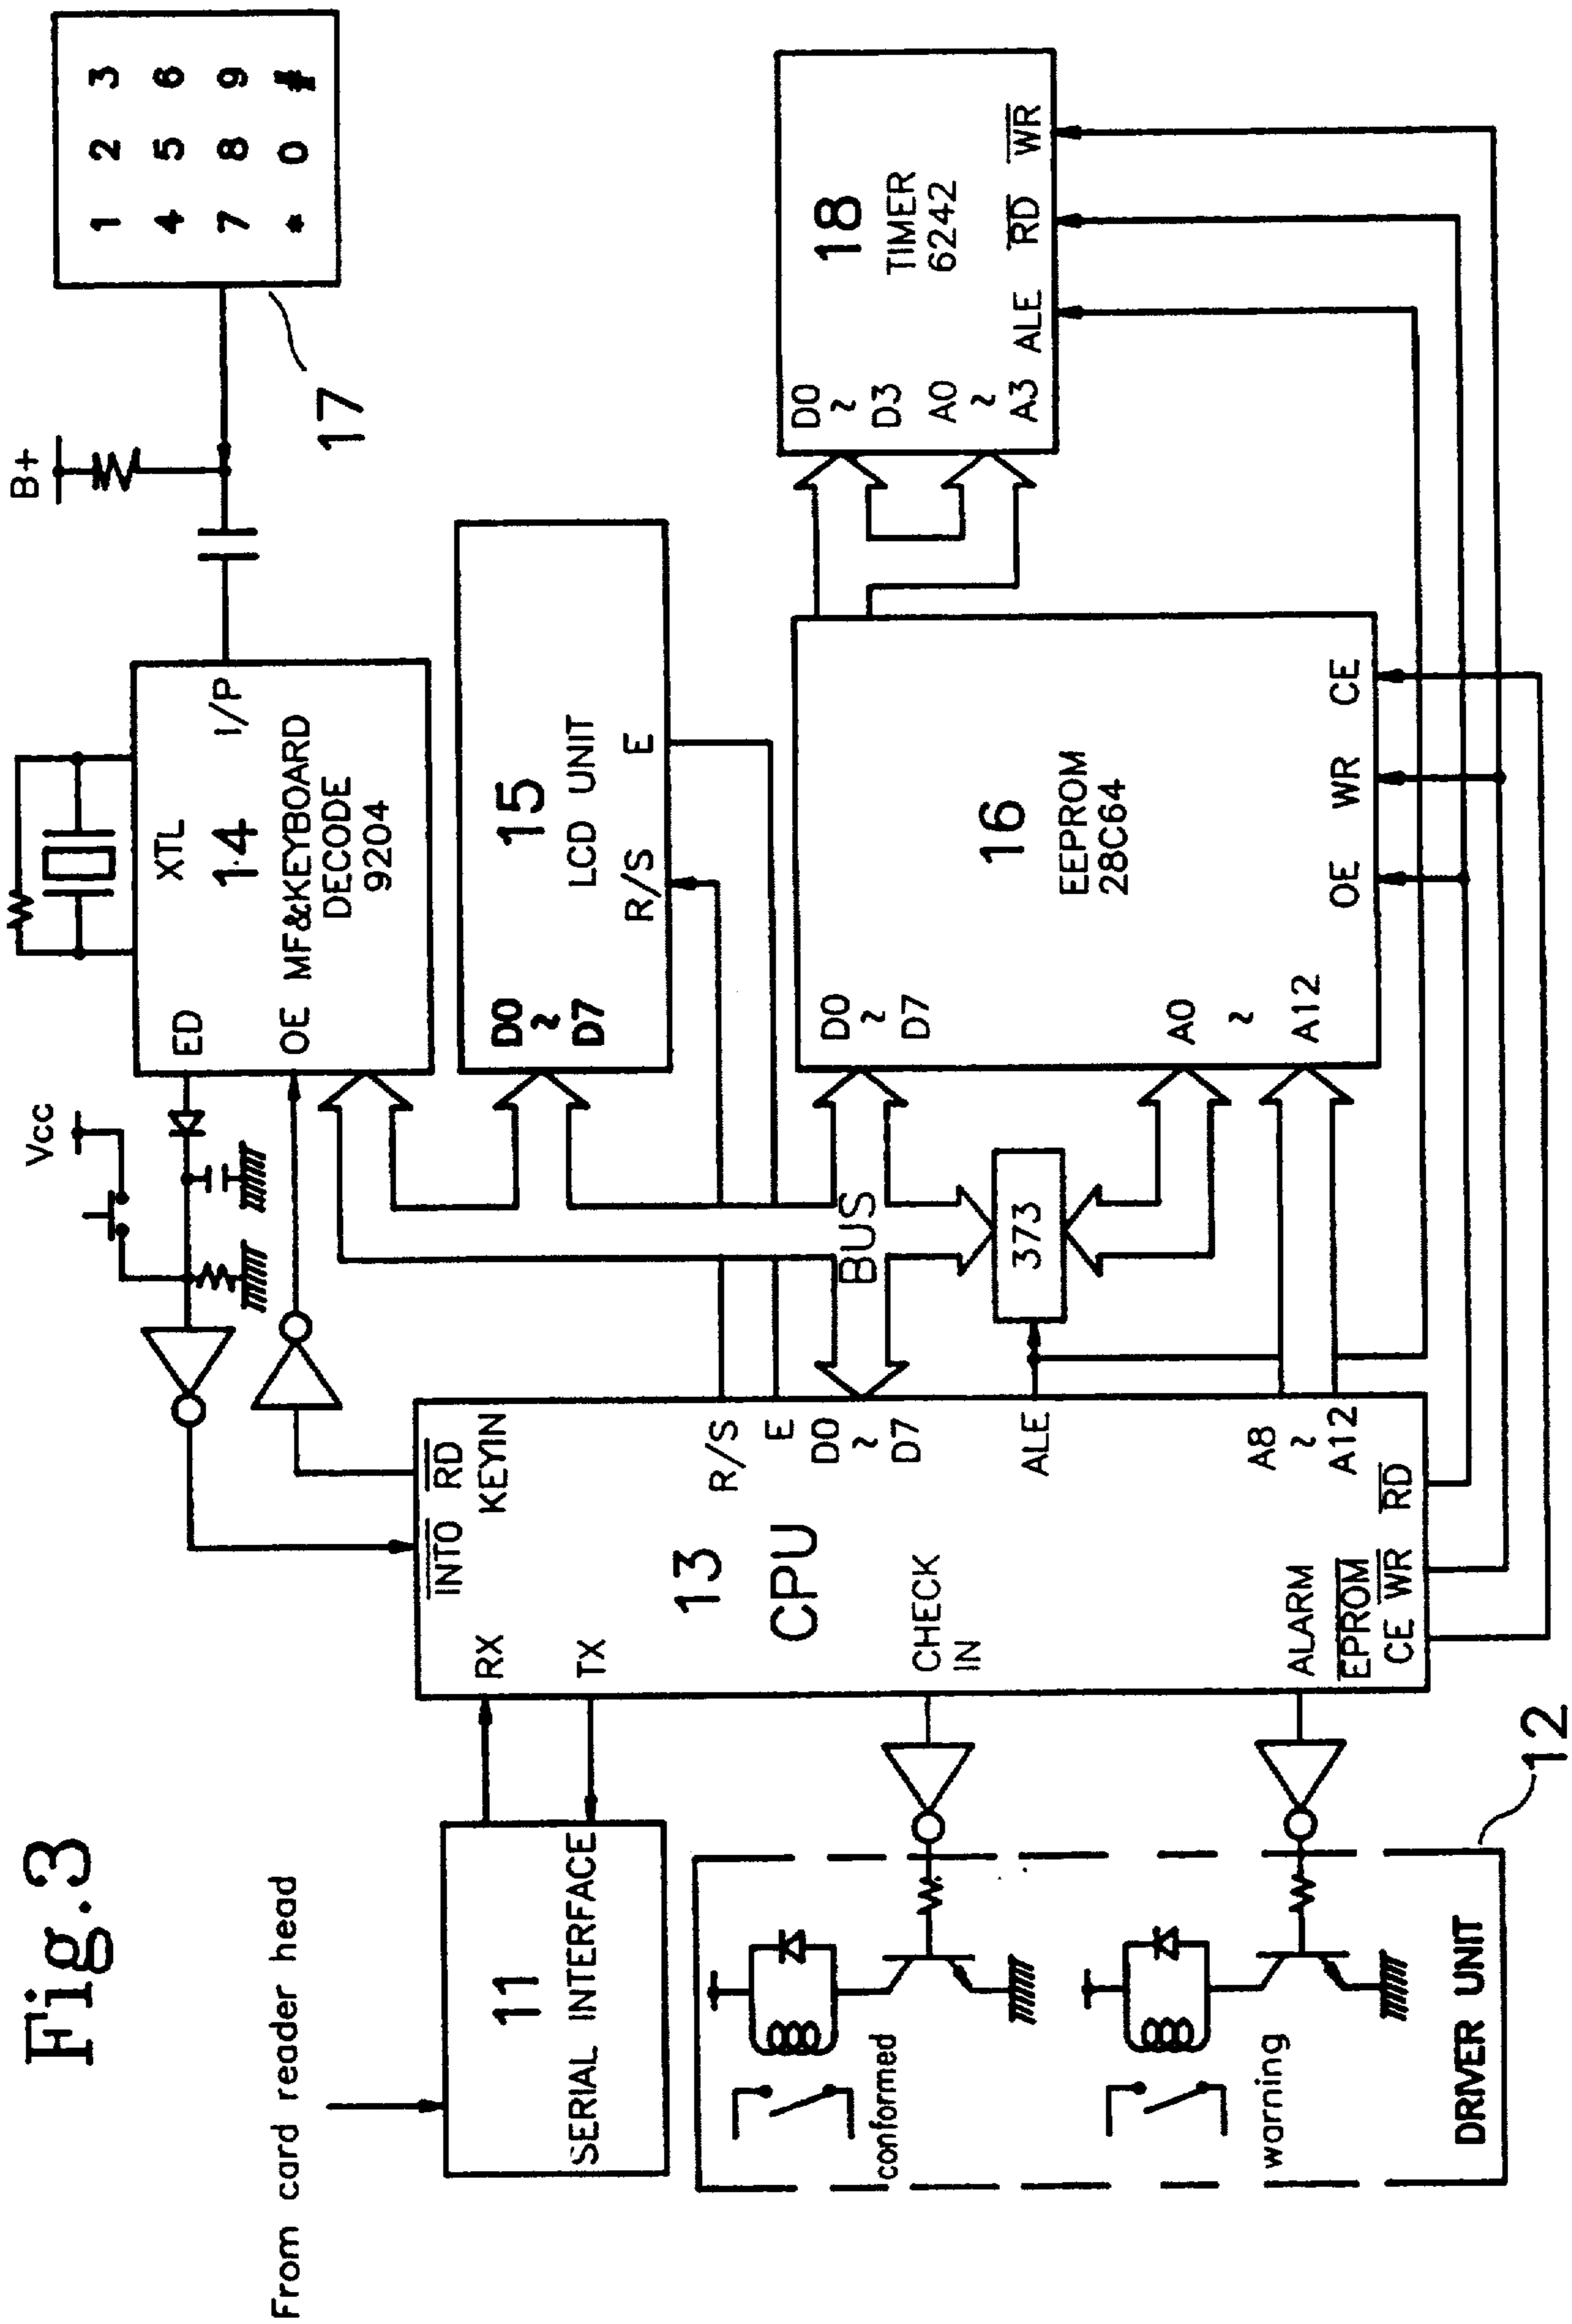 Fig.3
From card reader head
11
SERIAL INTERFACE
RX
TX
INTO
RD
KEYIN
13
CPU
R/S
E
D0
~
D7
ALE
A8
~
A12
CHECK
IN
ALARM
EPROM
CE
WR
RD
conformed
warning
DRIVER UNIT
12
Vcc
ED
OE
XTL
14
MF&KEYBOARD
DECODE
9204
I/P
B+
1 2 3
4 5 6
7 8 9
* 0 #
17
D0
~
D7
15
LCD UNIT
R/S
E
BUS
373
D0
~
D7
A0
~
A12
16
EEPROM
28C64
OE
WR
CE
D0
~
D3
A0
~
A3
18
TIMER
6242
ALE
RD
WR